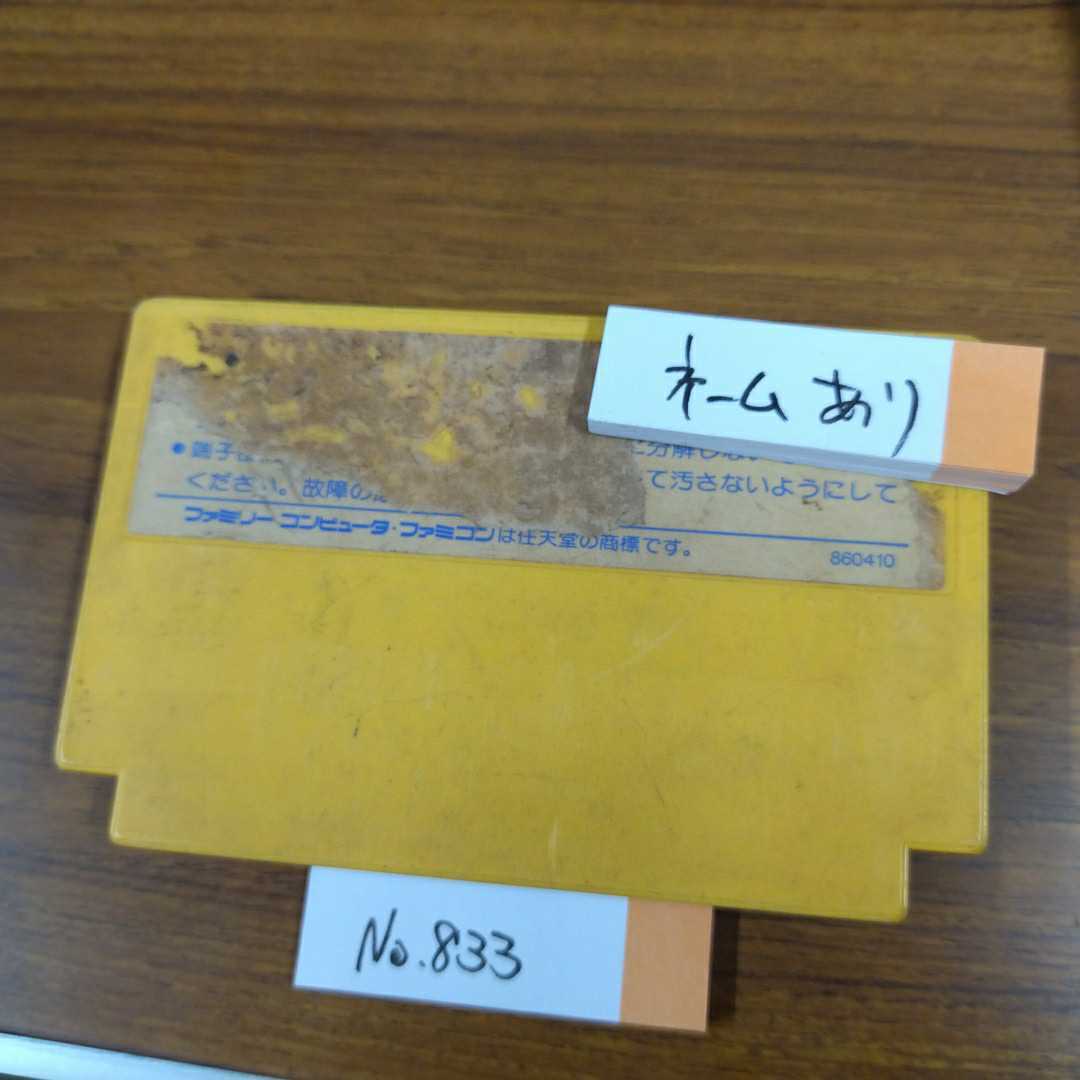 ネームあり
●端子
に分解しな
ください。故障の
て汚さないようにして
ファミリーコンピュータ・ファミコンは任天堂の商標です。
860410
No.833